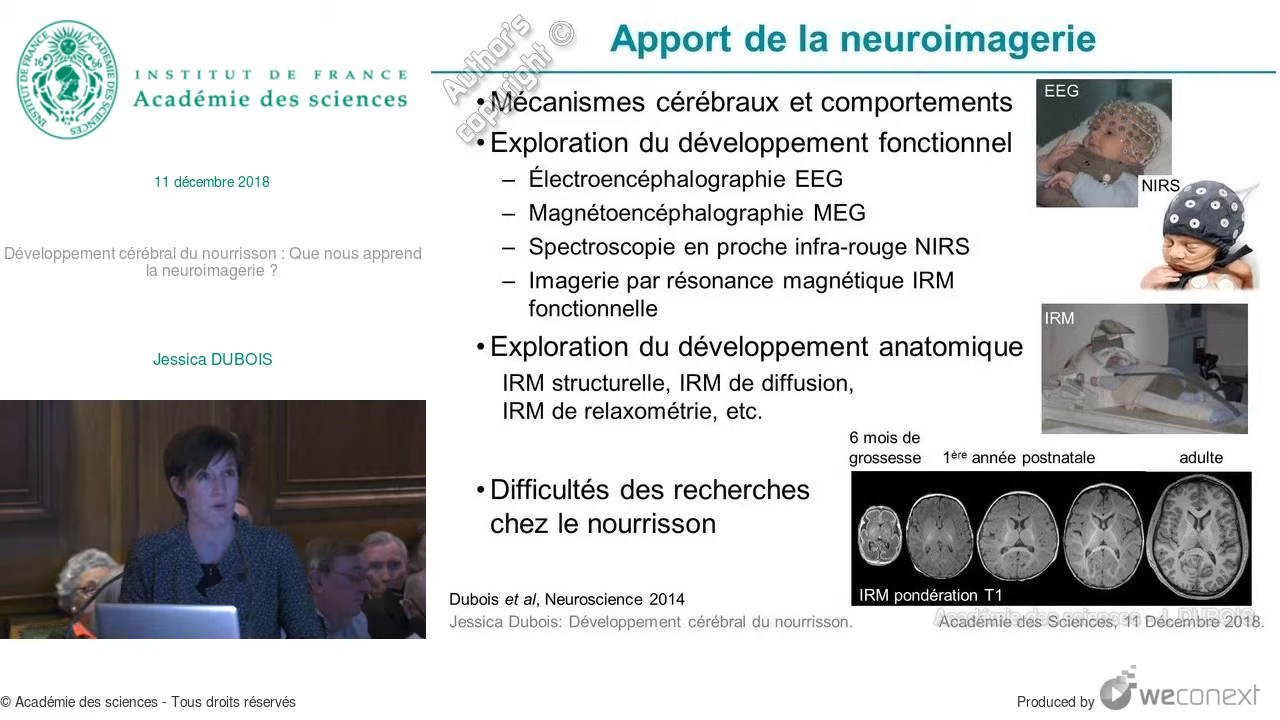 INSTITUT DE FRANCE
Académie des sciences
11 décembre 2018
Développement cérébral du nourrisson : Que nous apprend
la neuroimagerie ?
Jessica DUBOIS
Author's
copyright ©
Apport de la neuroimagerie
• Mécanismes cérébraux et comportements
• Exploration du développement fonctionnel
– Électroencéphalographie EEG
– Magnétoencéphalographie MEG
– Spectroscopie en proche infra-rouge NIRS
– Imagerie par résonance magnétique IRM
fonctionnelle
• Exploration du développement anatomique
IRM structurelle, IRM de diffusion,
IRM de relaxométrie, etc.
• Difficultés des recherches
chez le nourrisson
EEG
NIRS
IRM
6 mois de
grossesse
1ère année postnatale
adulte
IRM pondération T1
Dubois et al, Neuroscience 2014
Jessica Dubois: Développement cérébral du nourrisson.
Académie des sciences - J. DUBOIS
Académie des Sciences, 11 Décembre 2018.
© Académie des sciences - Tous droits réservés
Produced by
weconext